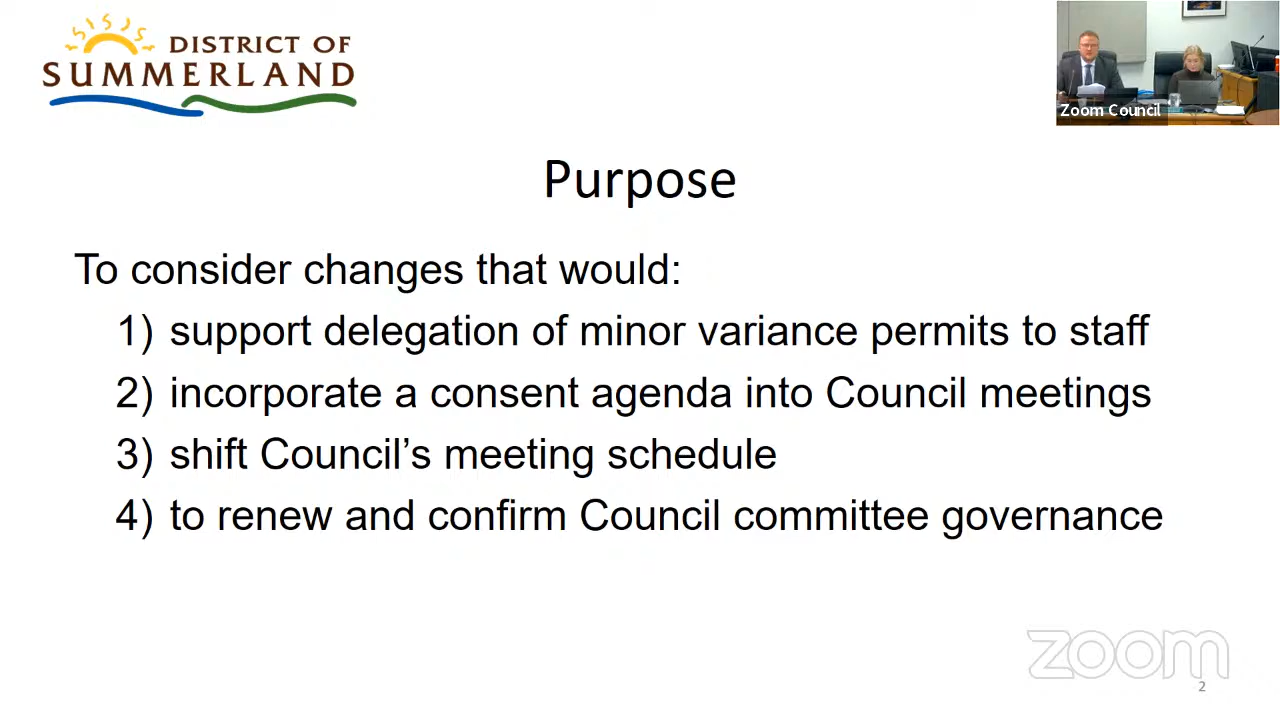 DISTRICT OF
SUMMERLAND
Zoom Council
Purpose
To consider changes that would:
1) support delegation of minor variance permits to staff
2) incorporate a consent agenda into Council meetings
3) shift Council’s meeting schedule
4) to renew and confirm Council committee governance
zoom
2